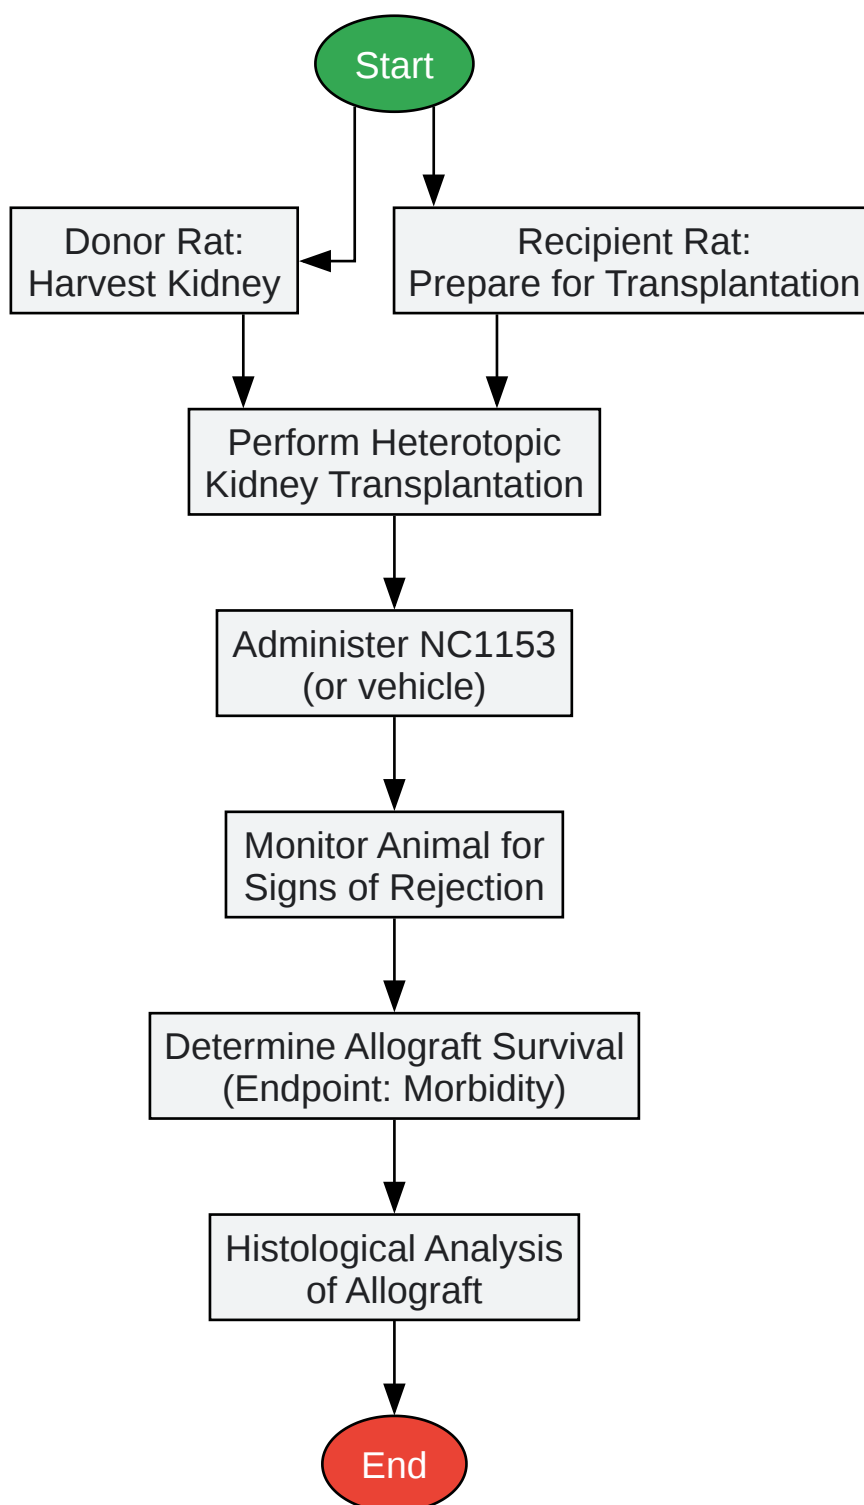 Start
Donor Rat:
Harvest Kidney
Recipient Rat:
Prepare for Transplantation
Perform Heterotopic
Kidney Transplantation
Administer NC1153
(or vehicle)
Monitor Animal for
Signs of Rejection
Determine Allograft Survival
(Endpoint: Morbidity)
Histological Analysis
of Allograft
End